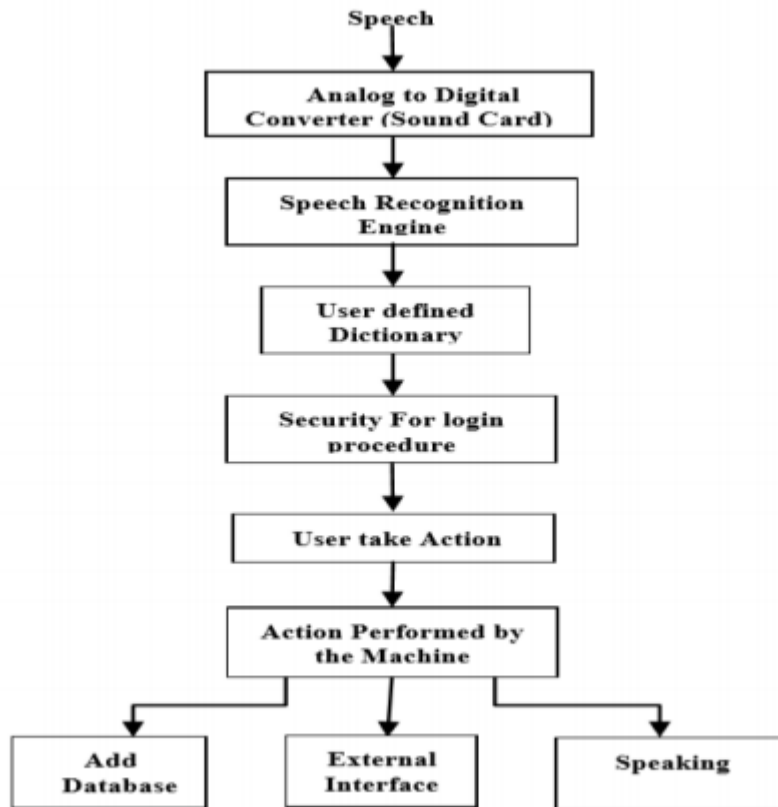 Speech
Analog to Digital
Converter (Sound Card)
Speech Recognition
Engine
User defined
Dictionary
Security For login
procedure
User take Action
Action Performed by
the Machine
Add
Database
External
Interface
Speaking